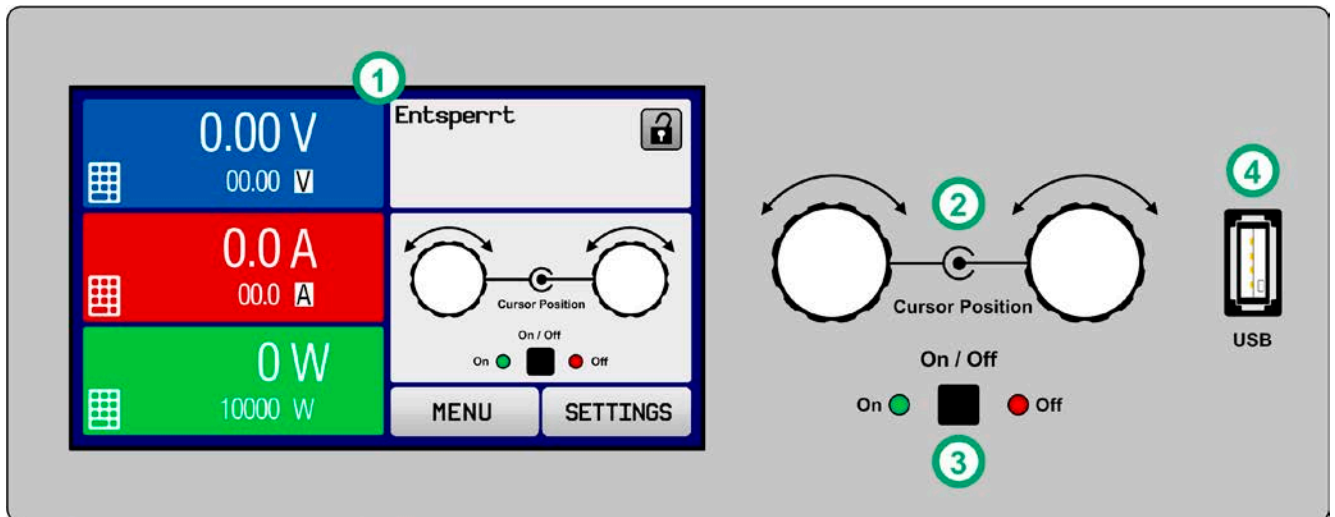 1
0.00 V
00.00 V
0.0 A
00.0 A
0 W
10000 W
Entsperrt
Cursor Position
On / Off
On
Off
MENU
SETTINGS
2
Cursor Position
On / Off
On
Off
3
4
USB